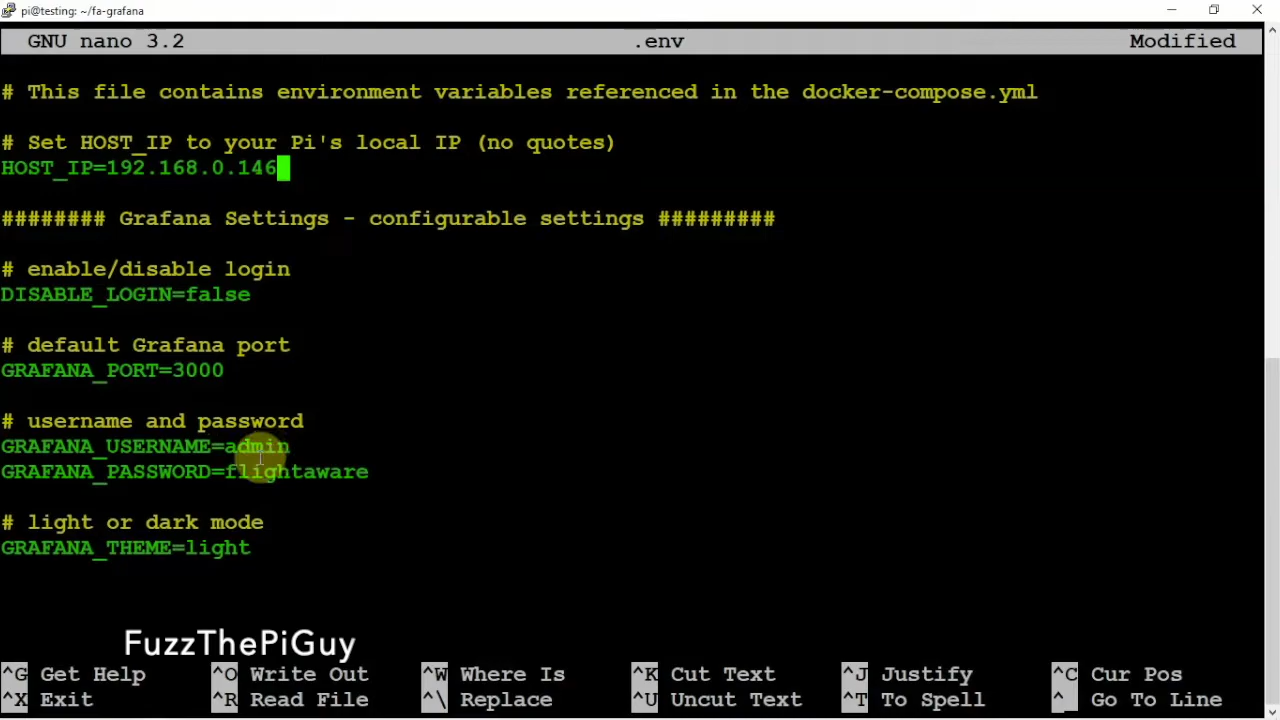 pi@testing: ~/fa-grafana
GNU nano 3.2 .env Modified
# This file contains environment variables referenced in the docker-compose.yml
# Set HOST_IP to your Pi's local IP (no quotes)
HOST_IP=192.168.0.146
######## Grafana Settings - configurable settings #########
# enable/disable login
DISABLE_LOGIN=false
# default Grafana port
GRAFANA_PORT=3000
# username and password
GRAFANA_USERNAME=admin
GRAFANA_PASSWORD=flightaware
# light or dark mode
GRAFANA_THEME=light
FuzzThePiGuy
^G Get Help ^O Write Out ^W Where Is ^K Cut Text ^J Justify ^C Cur Pos
^X Exit ^R Read File ^\ Replace ^U Uncut Text ^T To Spell ^_ Go To Line